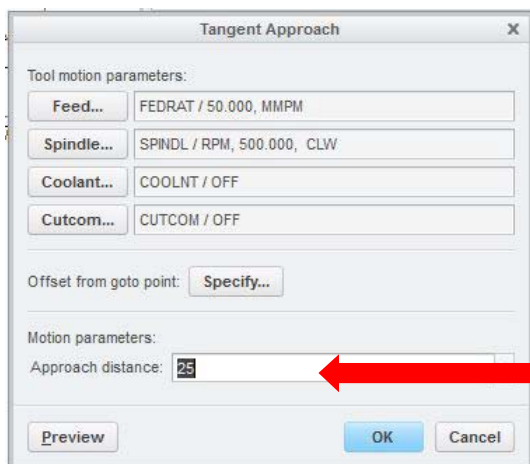 Tangent Approach X
Tool motion parameters:
Feed... FEDRAT / 50.000, MMPM
Spindle... SPINDL / RPM, 500.000, CLW
Coolant... COOLNT / OFF
Cutcom... CUTCOM / OFF
Offset from goto point: Specify...
Motion parameters:
Approach distance: 25
Preview OK Cancel